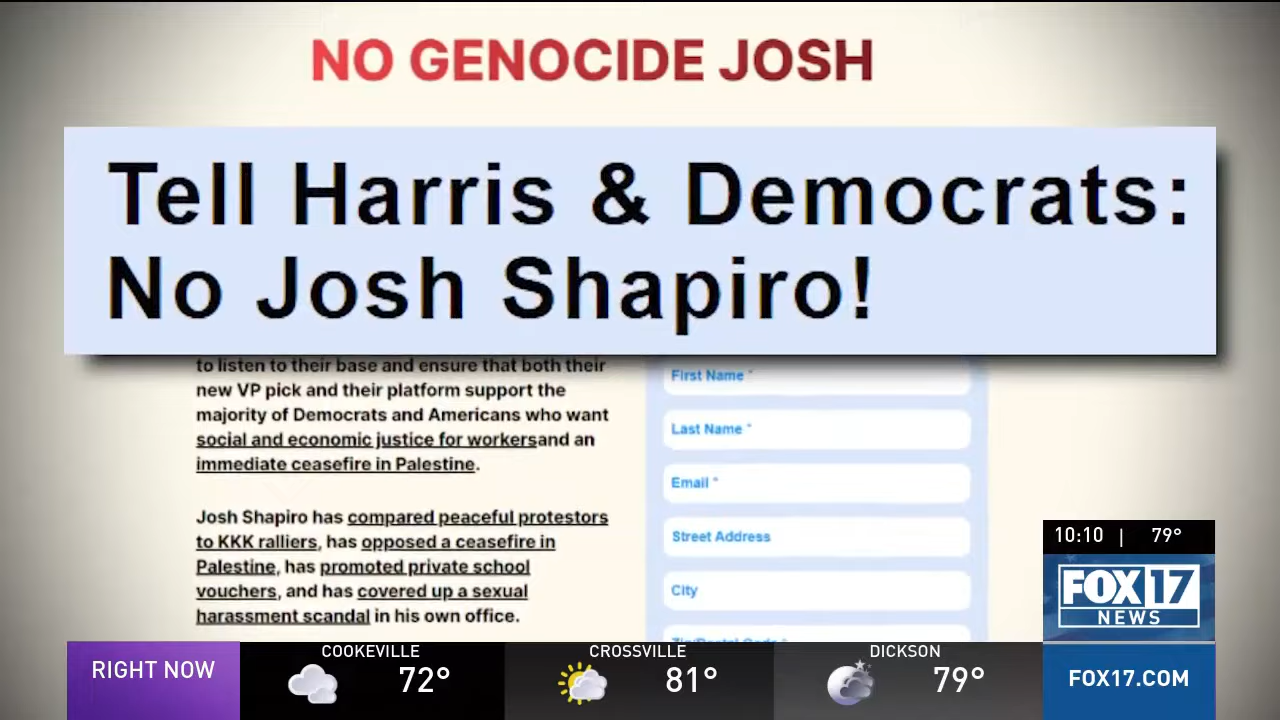 NO GENOCIDE JOSH
Tell Harris & Democrats:
No Josh Shapiro!
to listen to their base and ensure that both their
new VP pick and their platform support the
majority of Democrats and Americans who want
social and economic justice for workersand an
immediate ceasefire in Palestine.
Josh Shapiro has compared peaceful protestors
to KKK ralliers, has opposed a ceasefire in
Palestine, has promoted private school
vouchers, and has covered up a sexual
harassment scandal in his own office.
First Name *
Last Name *
Email *
Street Address
City
Zip/Postal Code *
10:10 | 79°
FOX 17
NEWS
FOX17.COM
RIGHT NOW
COOKEVILLE
72°
CROSSVILLE
81°
DICKSON
79°